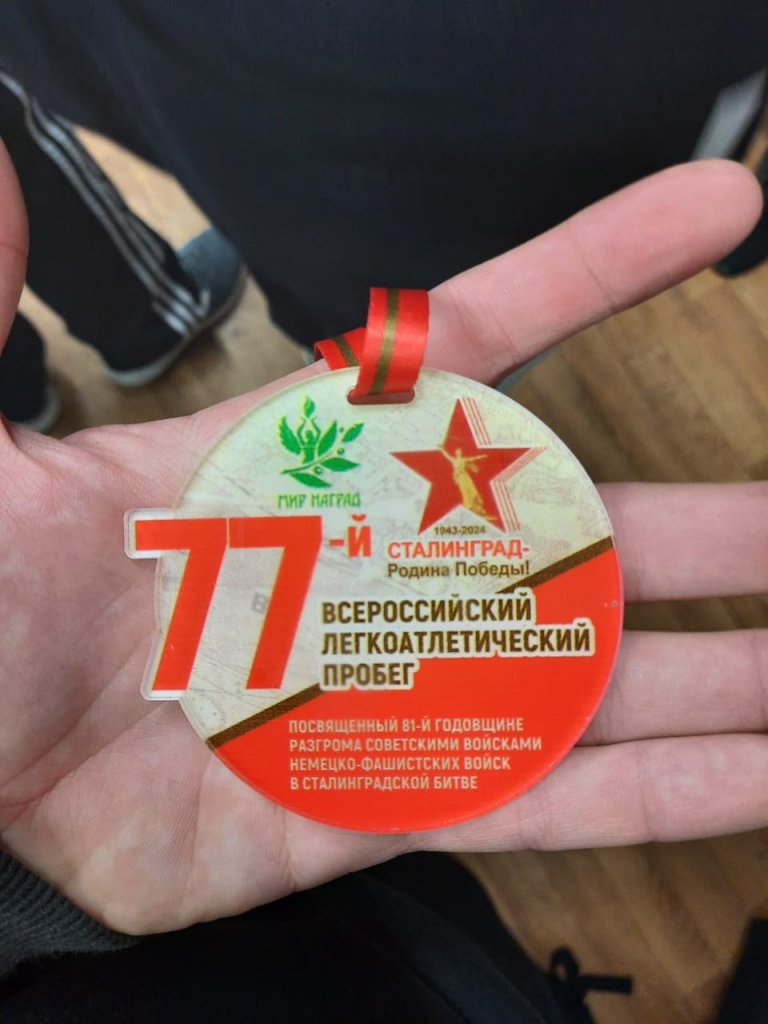 МИР НАГРАД
1943-2024
СТАЛИНГРАД-
Родина Победы!
77-й
ВСЕРОССИЙСКИЙ
ЛЕГКОАТЛЕТИЧЕСКИЙ
ПРОБЕГ
ПОСВЯЩЕННЫЙ 81-Й ГОДОВЩИНЕ
РАЗГРОМА СОВЕТСКИМИ ВОЙСКАМИ
НЕМЕЦКО-ФАШИСТСКИХ ВОЙСК
В СТАЛИНГРАДСКОЙ БИТВЕ